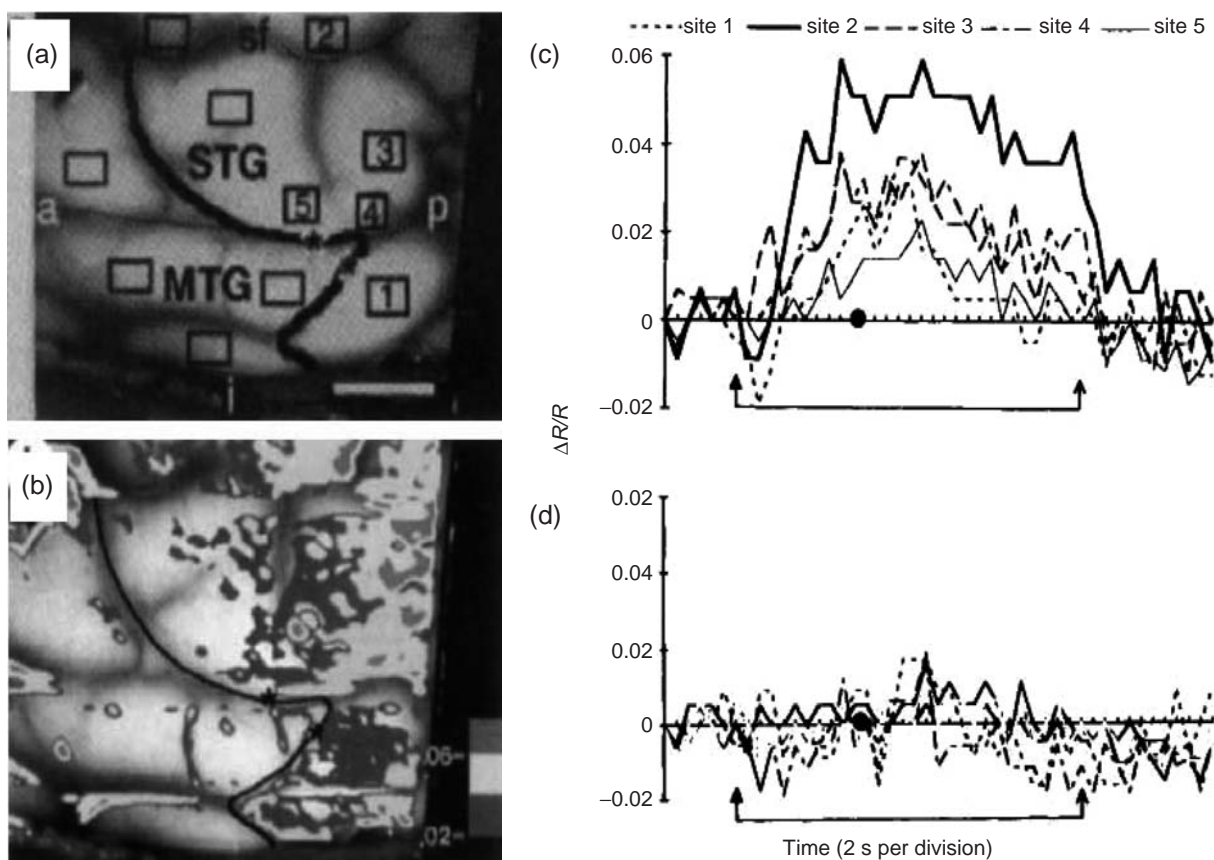 (a)
sf
2
3
STG
5
4
a
p
MTG
1
i
(b)
.06-
.02-
site 1 site 2 site 3 site 4 site 5
(c)
0.06
0.04
0.02
0
−0.02
ΔR/R
(d)
0.02
0.04
0.02
0
−0.02
Time (2 s per division)